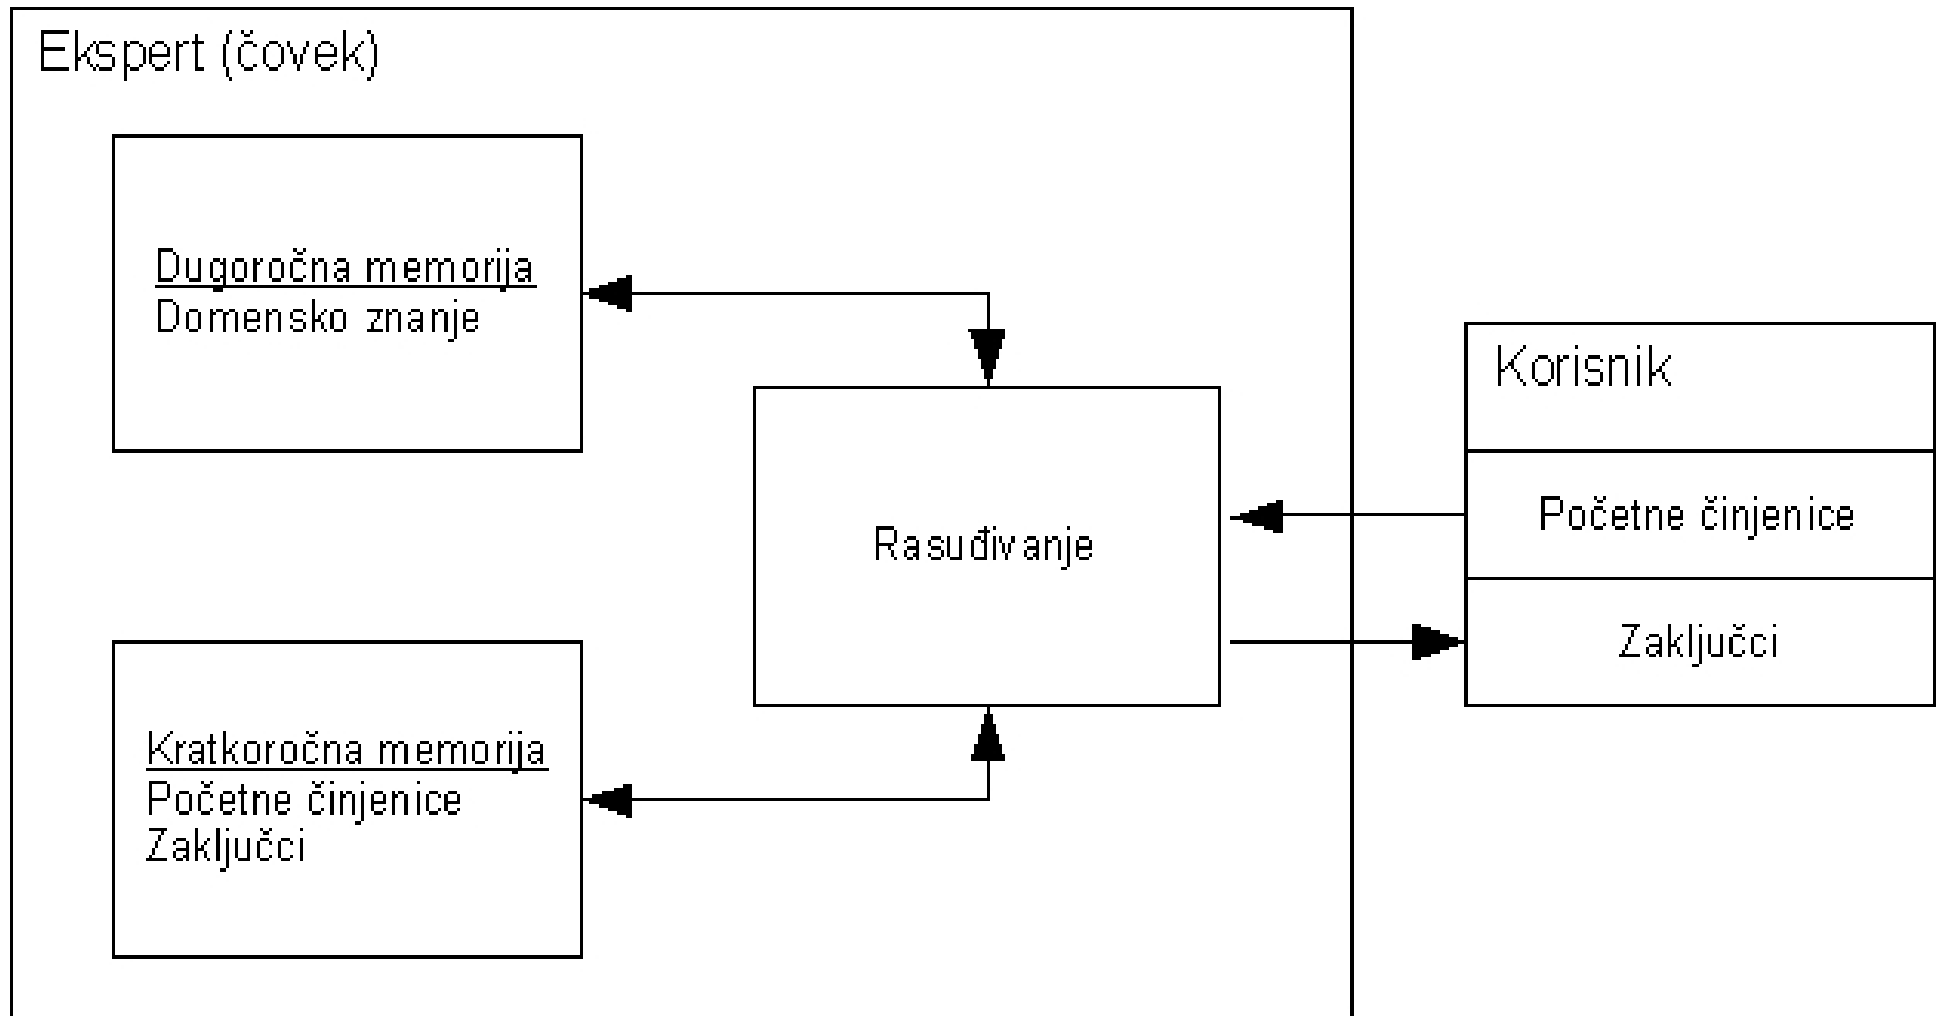 Ekspert (čovek)
Dugoročna memorija
Domensko znanje
Korisnik
Početne činjenice
Rasuđivanje
Zaključci
Kratkoročna memorija
Početne činjenice
Zaključci